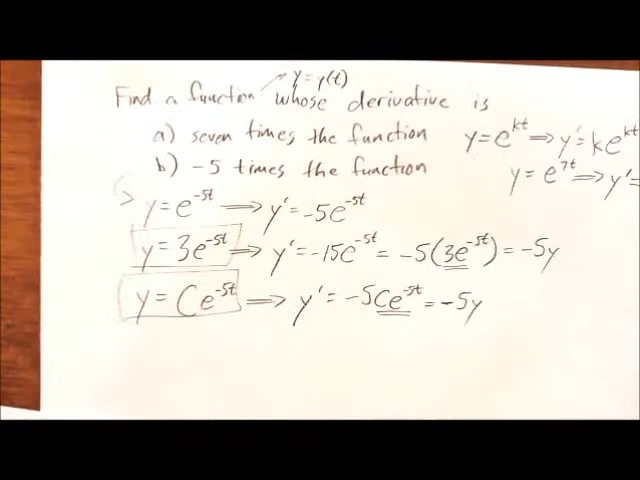 y = y(t)
Find a function whose derivative is
a) seven times the function
b) -5 times the function
y = e^{kt} ⟹ y' = ke^{kt}
y = e^{7t} ⟹ y' =
y = e^{-5t} ⟹ y' = -5e^{-5t}
y = 3e^{-5t} ⟹ y' = -15e^{-5t} = -5(3e^{-5t}) = -5y
y = Ce^{-5t} ⟹ y' = -5Ce^{-5t} = -5y